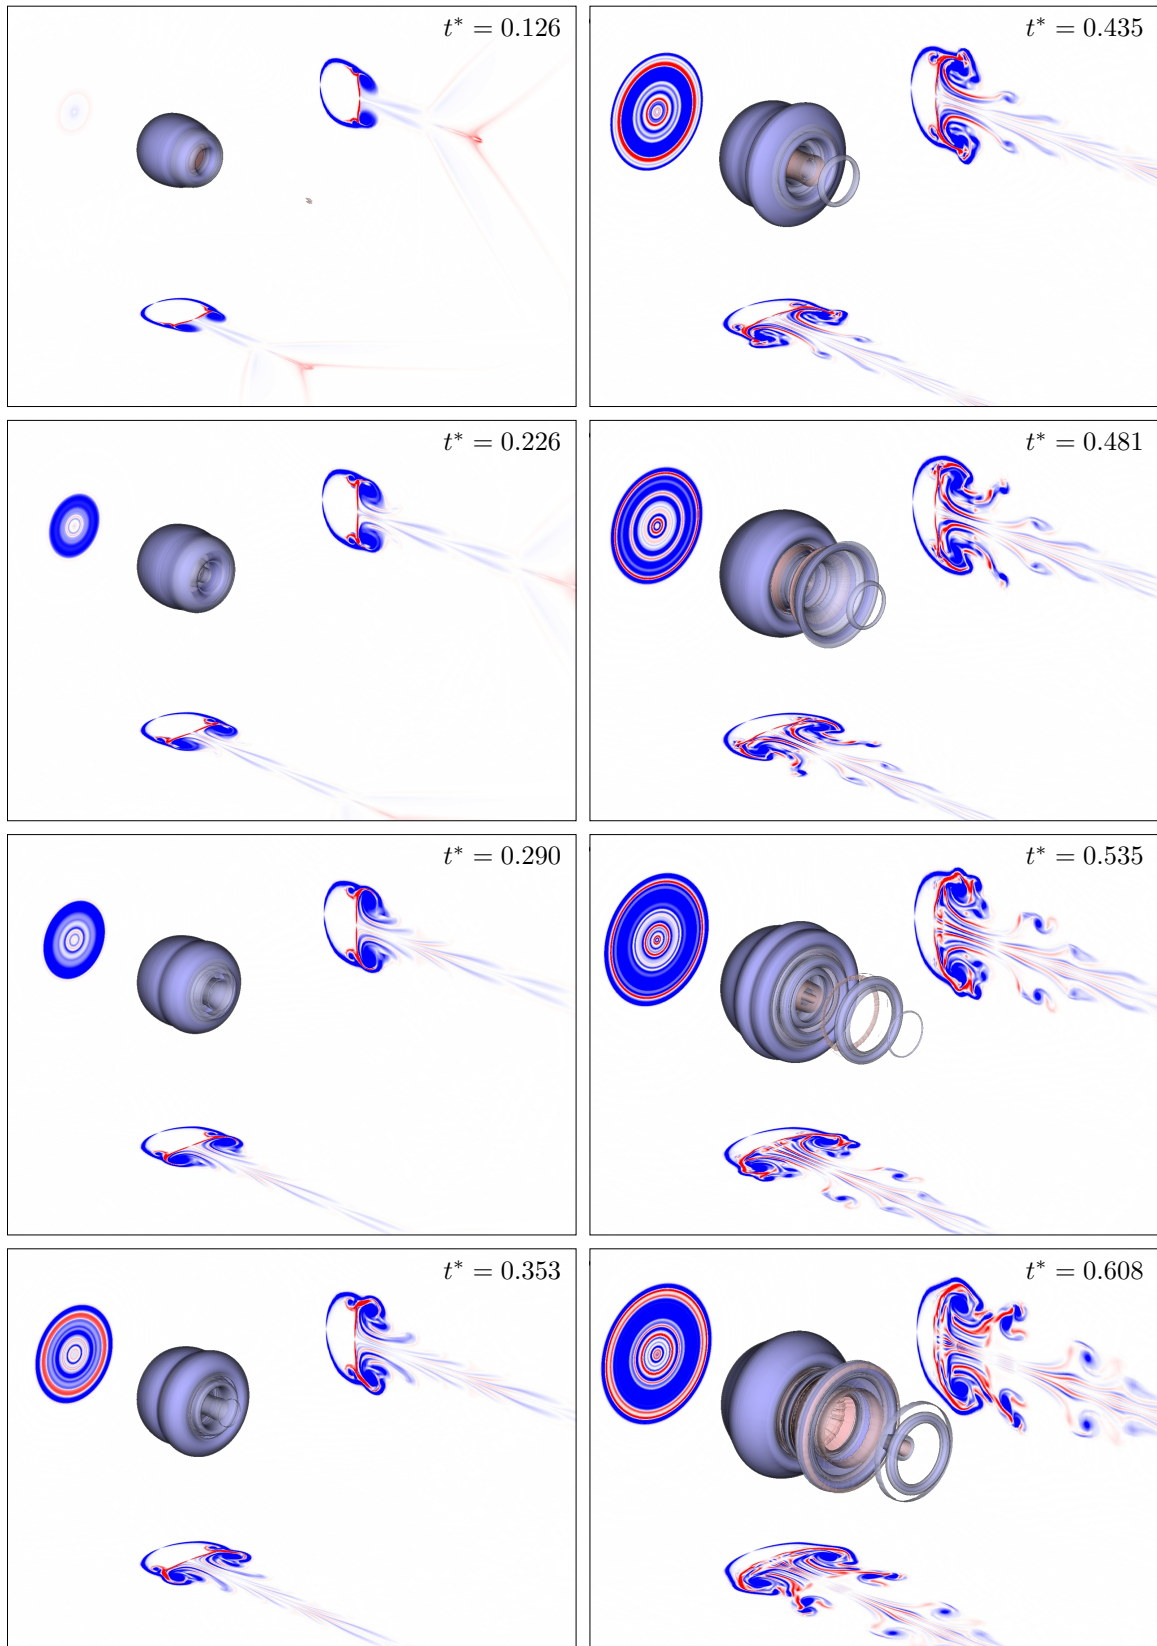 t* = 0.126
t* = 0.435
t* = 0.226
t* = 0.481
t* = 0.290
t* = 0.535
t* = 0.353
t* = 0.608